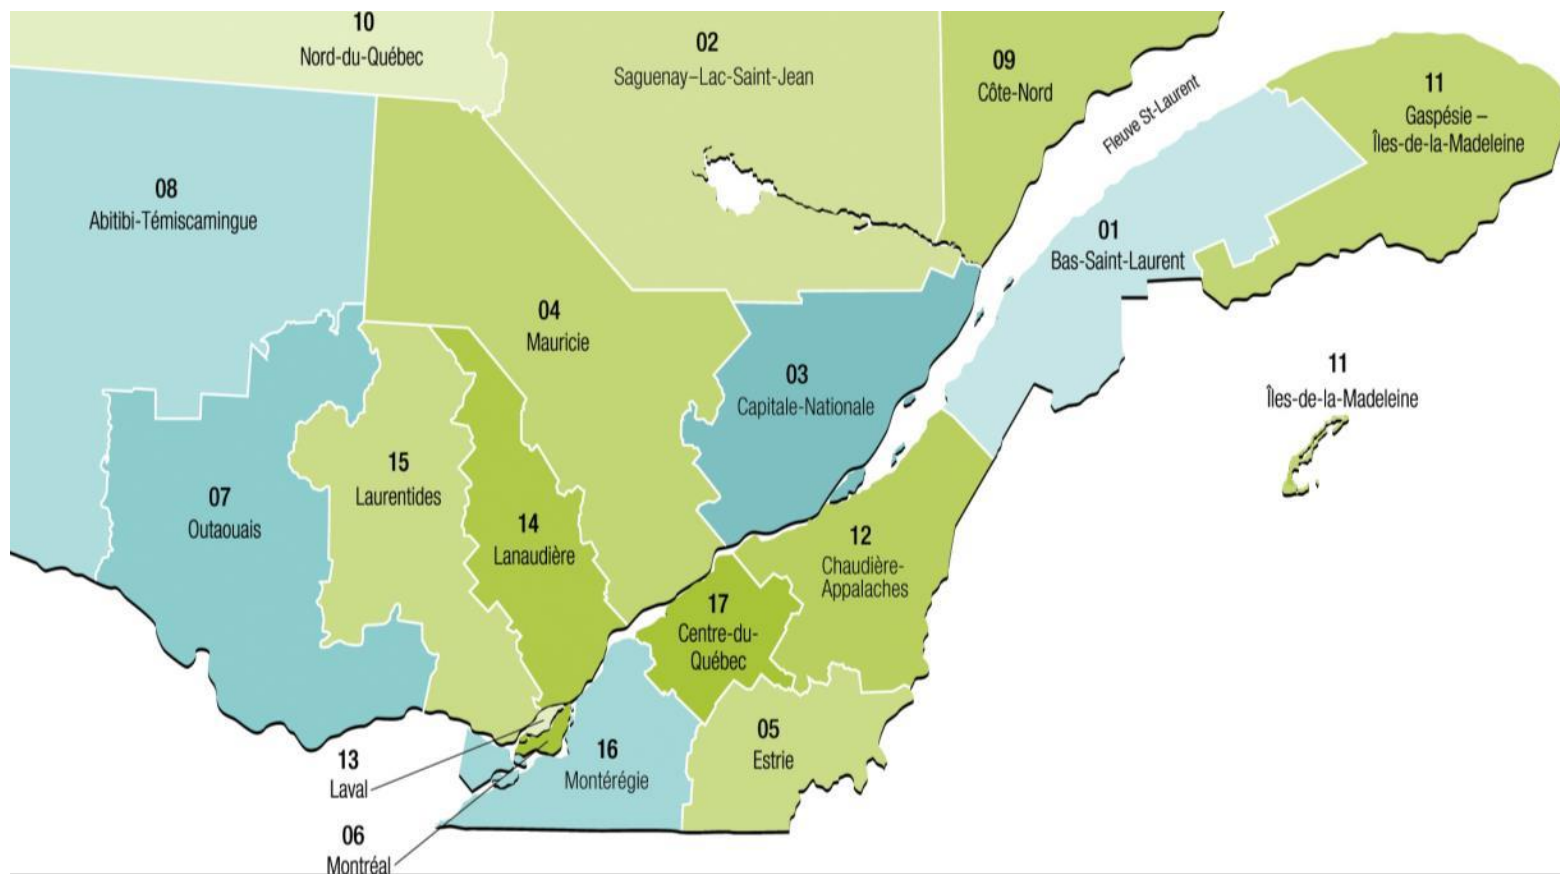 10
Nord-du-Québec
02
Saguenay–Lac-Saint-Jean
09
Côte-Nord
Fleuve St-Laurent
11
Gaspésie –
Îles-de-la-Madeleine
08
Abitibi-Témiscamingue
01
Bas-Saint-Laurent
04
Mauricie
03
Capitale-Nationale
11
Îles-de-la-Madeleine
15
Laurentides
07
Outaouais
14
Lanaudière
12
Chaudière-
Appalaches
17
Centre-du-
Québec
05
Estrie
16
Montérégie
13
Laval
06
Montréal